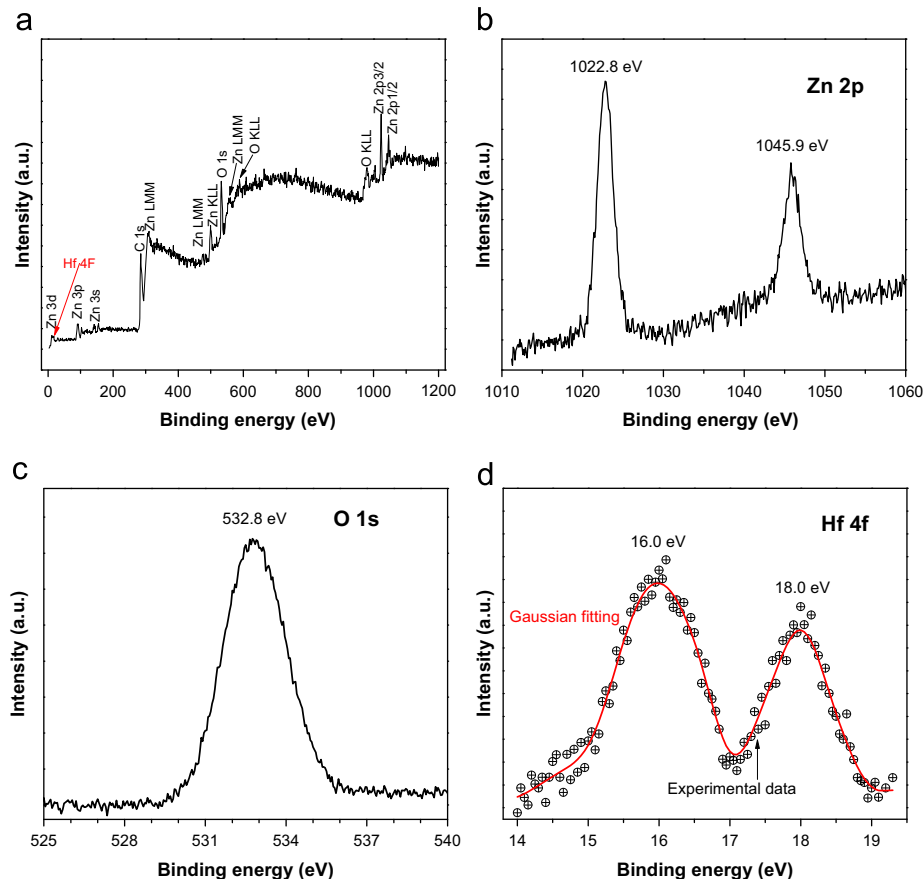 a
Intensity (a.u.)
Zn 3d
Hf 4F
Zn 3p
Zn 3s
C 1s
Zn LMM
Zn LMM
Zn KLL
O 1s
Zn LMM
O KLL
O KLL
Zn 2p3/2
Zn 2p1/2
0 200 400 600 800 1000 1200
Binding energy (eV)
b
Intensity (a.u.)
1022.8 eV
Zn 2p
1045.9 eV
1010 1020 1030 1040 1050 1060
Binding energy (eV)
c
Intensity (a.u.)
532.8 eV
O 1s
525 528 531 534 537 540
Binding energy (eV)
d
Intensity (a.u.)
Hf 4f
16.0 eV
18.0 eV
Gaussian fitting
Experimental data
14 15 16 17 18 19
Binding energy (eV)